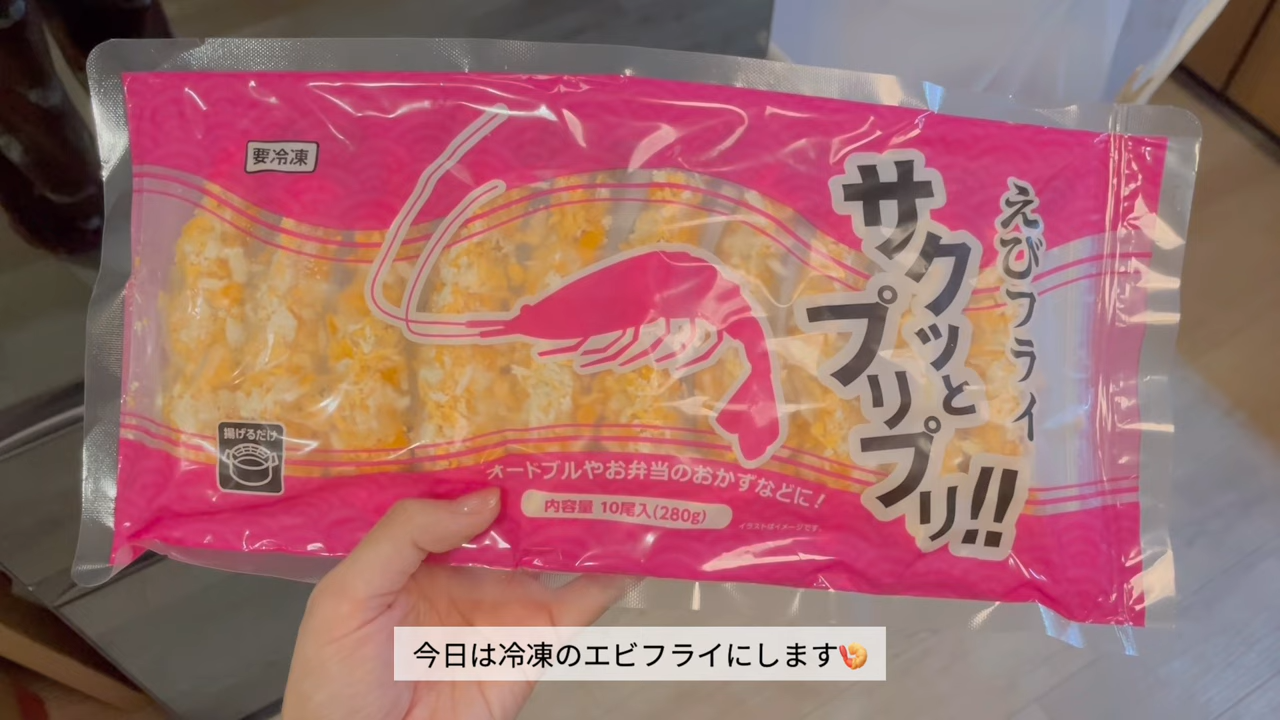 要冷凍
えびフライ
サクッと
プリプリ!!
揚げるだけ
オードブルやお弁当のおかずなどに!
内容量 10尾入(280g)
イラストはイメージです。
今日は冷凍のエビフライにします🍤